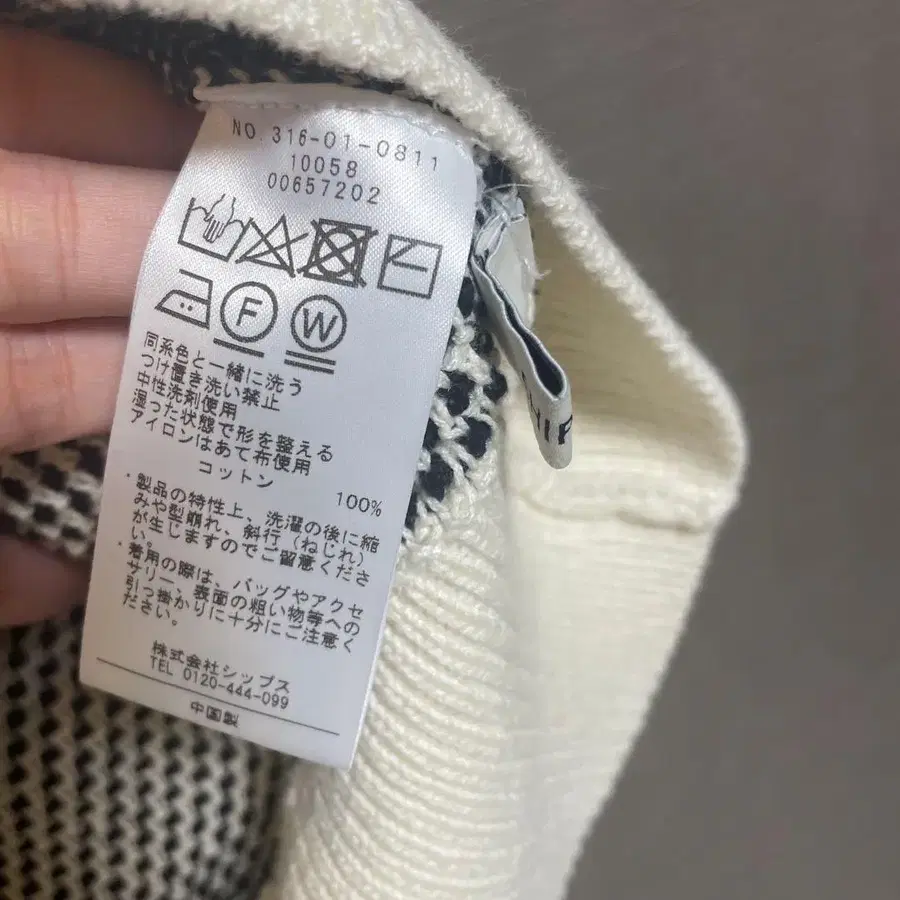 NO. 316-01-0811
10058
00657202
F
W
同系色と一緒に洗う
つけ置き洗い禁止
中性洗剤使用
湿った状態で形を整える
アイロンはあて布使用
コットン 100%
・製品の特性上、洗濯の後に縮
みや型崩れ、斜行（ねじれ）
が生じますのでご留意くださ
い。
・着用の際は、バッグやアクセ
サリー、表面の粗い物等への
引っ掛かりに十分にご注意く
ださい。
株式会社シップス
TEL 0120-444-099
中国製